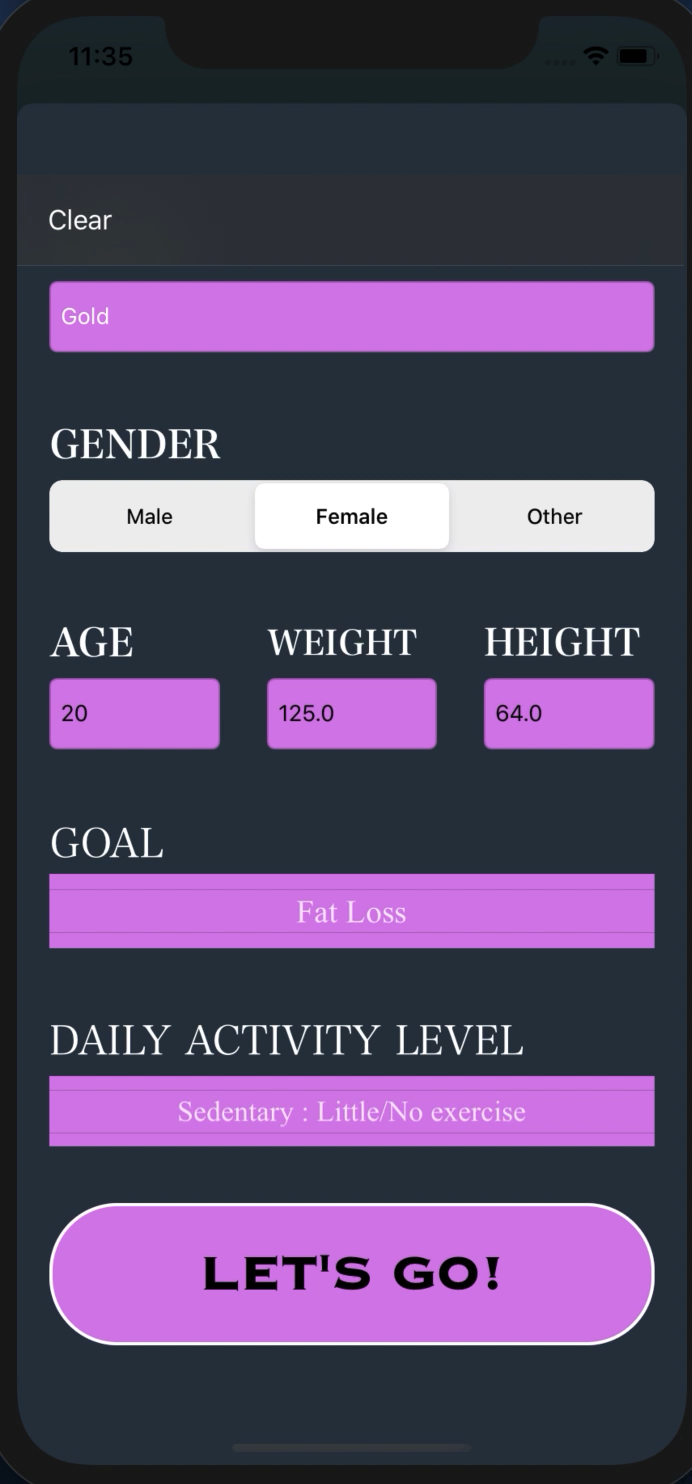 11:35
Clear
Gold
GENDER
Male Female Other
AGE WEIGHT HEIGHT
20 125.0 64.0
GOAL
Fat Loss
DAILY ACTIVITY LEVEL
Sedentary : Little/No exercise
LET'S GO!